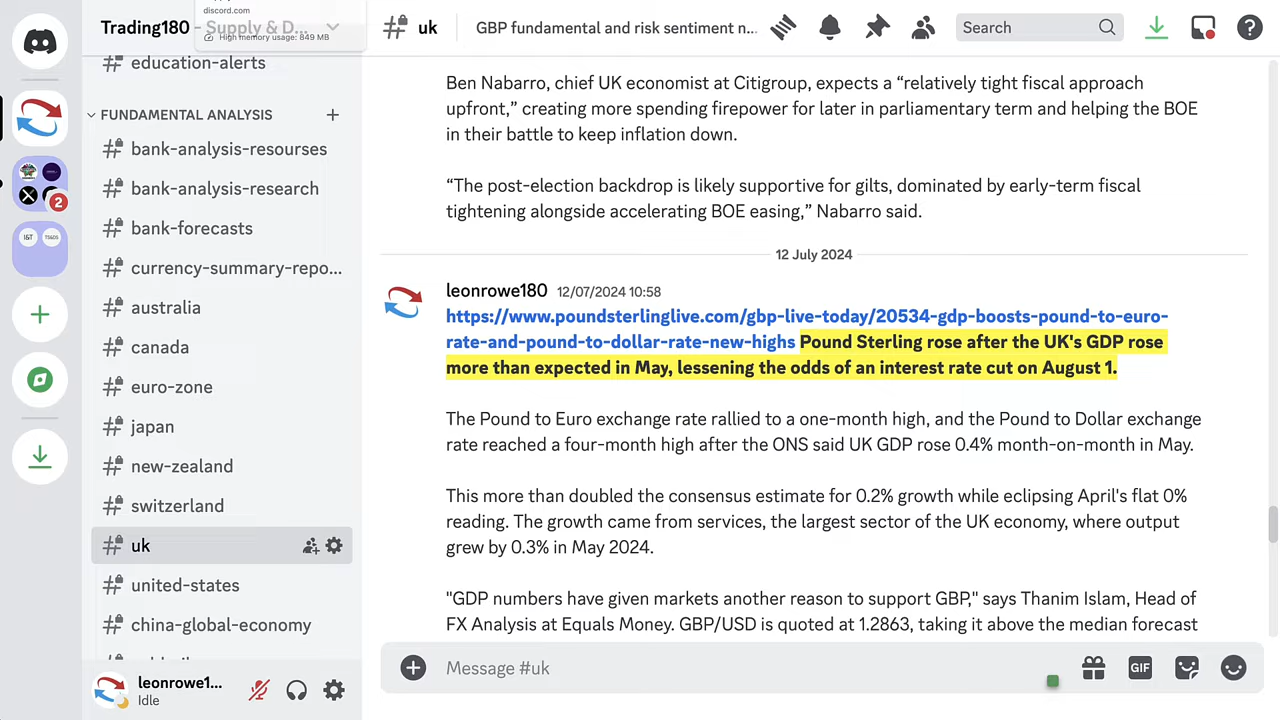 discord.com
Trading180 - Supply & D...
High memory usage: 849 MB
uk
GBP fundamental and risk sentiment n...
Search
education-alerts
FUNDAMENTAL ANALYSIS
bank-analysis-resourses
bank-analysis-research
bank-forecasts
currency-summary-repo...
australia
canada
euro-zone
japan
new-zealand
switzerland
uk
united-states
china-global-economy
2
leonrowe1...
Idle
Ben Nabarro, chief UK economist at Citigroup, expects a “relatively tight fiscal approach
upfront,” creating more spending firepower for later in parliamentary term and helping the BOE
in their battle to keep inflation down.
“The post-election backdrop is likely supportive for gilts, dominated by early-term fiscal
tightening alongside accelerating BOE easing,” Nabarro said.
12 July 2024
leonrowe180 12/07/2024 10:58
https://www.poundsterlinglive.com/gbp-live-today/20534-gdp-boosts-pound-to-euro-
rate-and-pound-to-dollar-rate-new-highs Pound Sterling rose after the UK's GDP rose
more than expected in May, lessening the odds of an interest rate cut on August 1.
The Pound to Euro exchange rate rallied to a one-month high, and the Pound to Dollar exchange
rate reached a four-month high after the ONS said UK GDP rose 0.4% month-on-month in May.
This more than doubled the consensus estimate for 0.2% growth while eclipsing April's flat 0%
reading. The growth came from services, the largest sector of the UK economy, where output
grew by 0.3% in May 2024.
"GDP numbers have given markets another reason to support GBP," says Thanim Islam, Head of
FX Analysis at Equals Money. GBP/USD is quoted at 1.2863, taking it above the median forecast
Message #uk
GIF